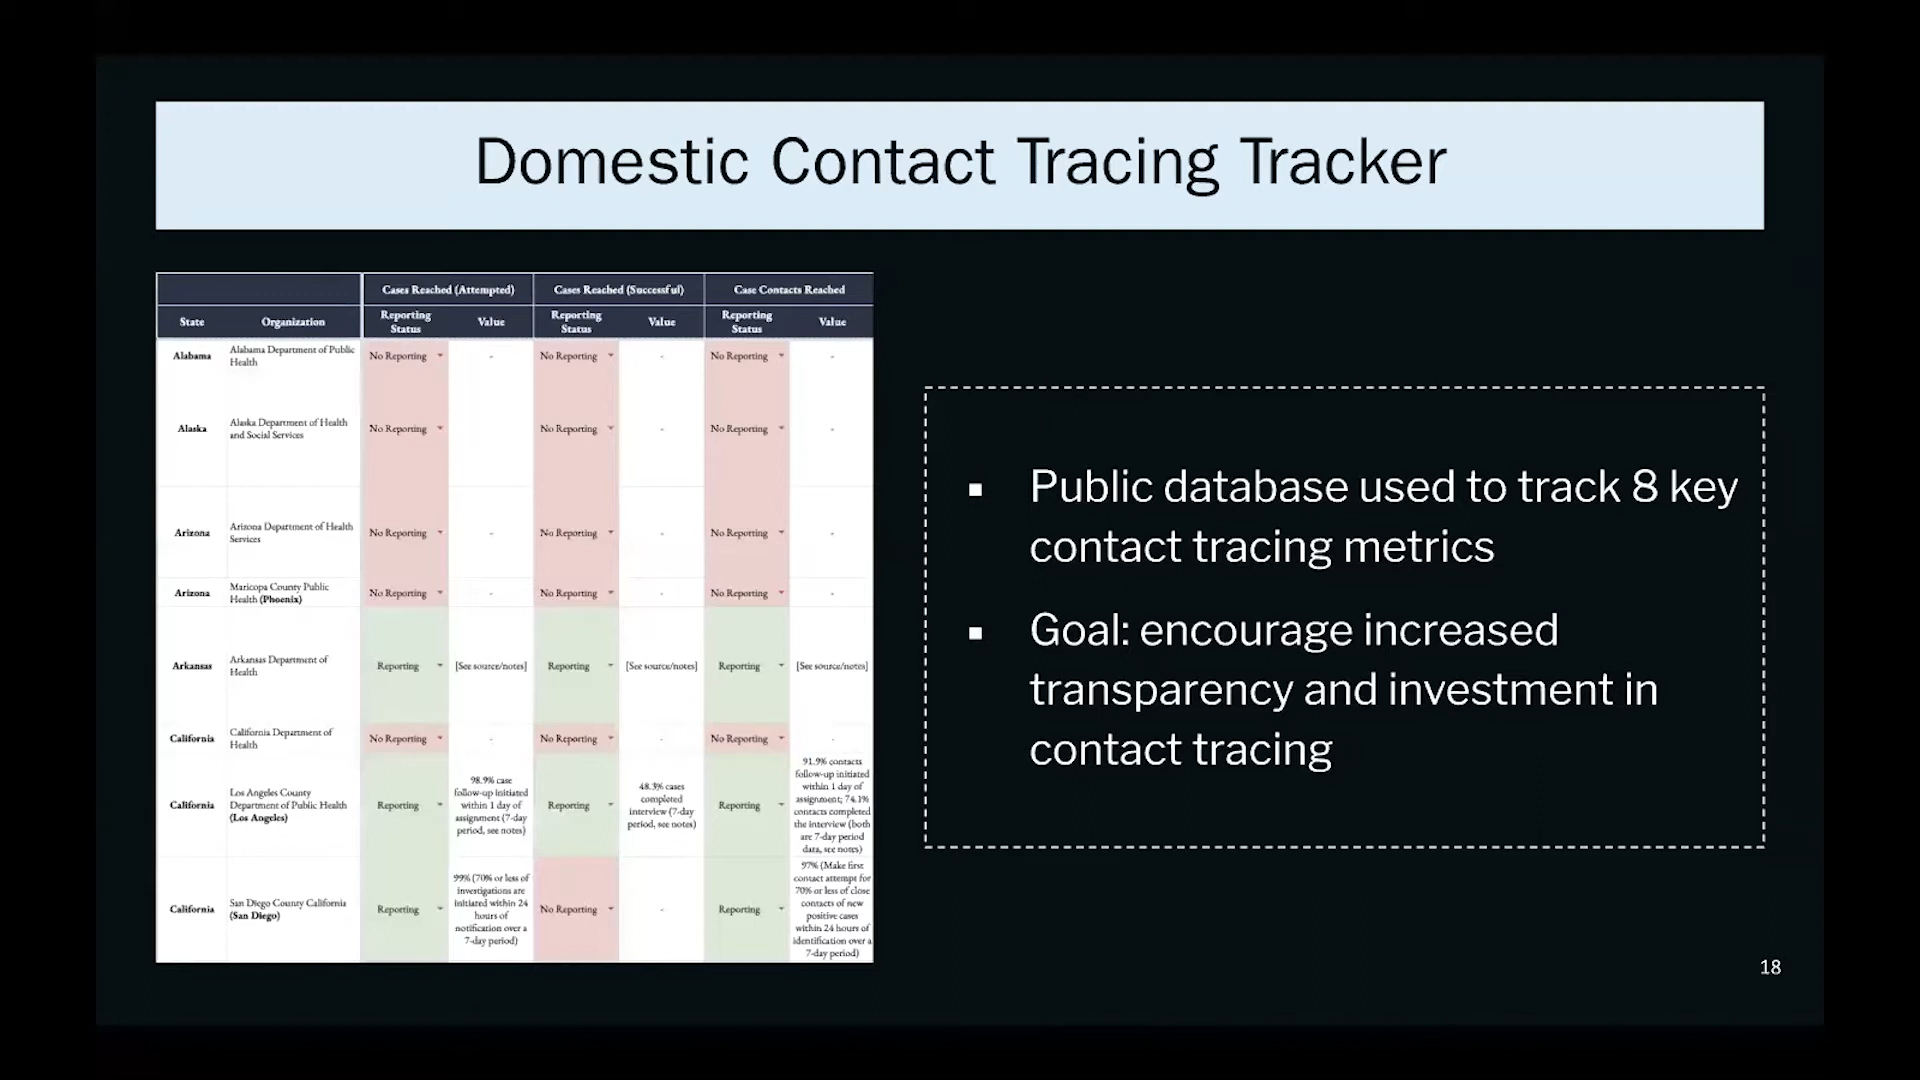 Domestic Contact Tracing Tracker
Cases Reached (Attempted) Cases Reached (Successful) Case Contacts Reached
State Organization Reporting Status Value Reporting Status Value Reporting Status Value
Alabama Alabama Department of Public Health No Reporting - No Reporting - No Reporting -
Alaska Alaska Department of Health and Social Services No Reporting No Reporting - No Reporting -
Arizona Arizona Department of Health Services No Reporting - No Reporting - No Reporting -
Arizona Maricopa County Public Health (Phoenix) No Reporting - No Reporting - No Reporting -
Arkansas Arkansas Department of Health Reporting [See source/notes] Reporting [See source/notes] Reporting [See source/notes]
California California Department of Health No Reporting - No Reporting - No Reporting -
California Los Angeles County Department of Public Health (Los Angeles) Reporting 98.9% case follow-up initiated within 1 day of assignment (7-day period, see notes) Reporting 48.3% cases completed interview (7-day period, see notes) Reporting 91.9% contacts follow-up initiated within 1 day of assignment; 74.1% contacts completed the interview (both are 7-day period data, see notes)
California San Diego County California (San Diego) Reporting 99% (70% or less of investigations are initiated within 24 hours of notification over a 7-day period) No Reporting - Reporting 97% (Make first contact attempt for 70% or less of close contacts of new positive cases within 24 hours of identification over a 7-day period)
▪ Public database used to track 8 key
contact tracing metrics
▪ Goal: encourage increased
transparency and investment in
contact tracing
18